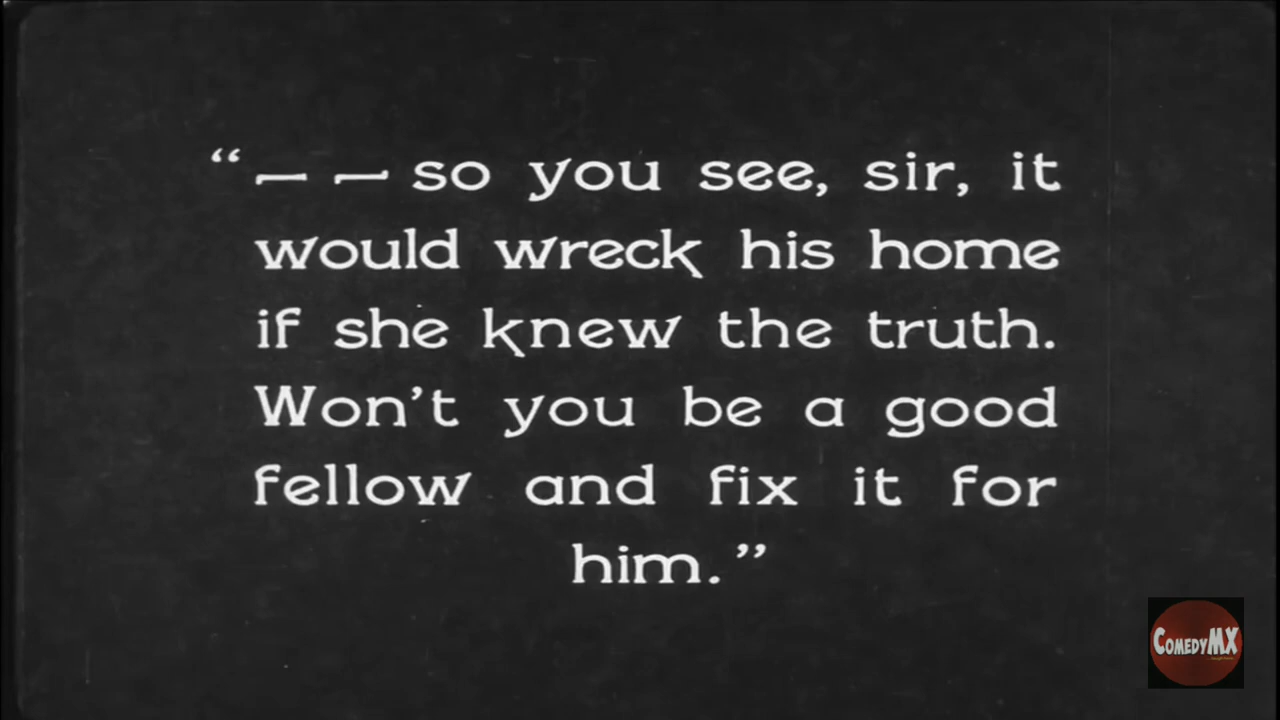 “— — so you see, sir, it
would wreck his home
if she knew the truth.
Won’t you be a good
fellow and fix it for
him.”
COMEDYMX